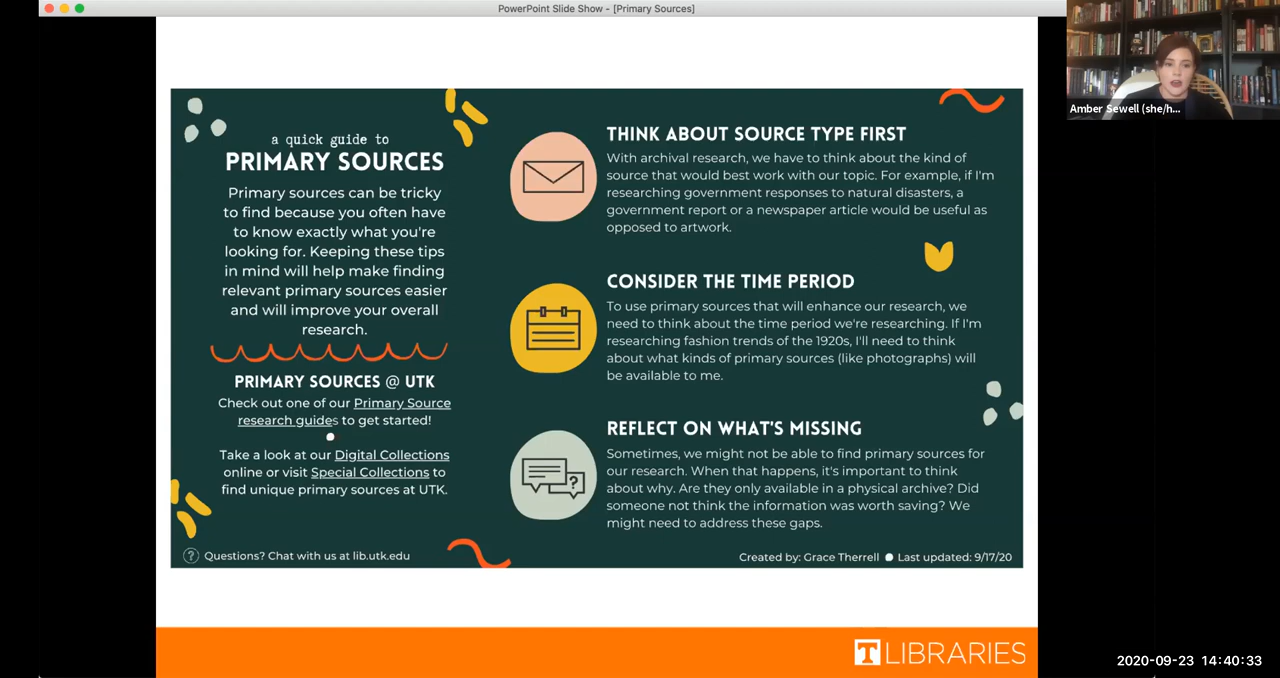 PowerPoint Slide Show - [Primary Sources]
Amber Sewell (she/h...
a quick guide to
PRIMARY SOURCES
Primary sources can be tricky
to find because you often have
to know exactly what you're
looking for. Keeping these tips
in mind will help make finding
relevant primary sources easier
and will improve your overall
research.
PRIMARY SOURCES @ UTK
Check out one of our Primary Source
research guides to get started!
Take a look at our Digital Collections
online or visit Special Collections to
find unique primary sources at UTK.
? Questions? Chat with us at lib.utk.edu
THINK ABOUT SOURCE TYPE FIRST
With archival research, we have to think about the kind of
source that would best work with our topic. For example, if I'm
researching government responses to natural disasters, a
government report or a newspaper article would be useful as
opposed to artwork.
CONSIDER THE TIME PERIOD
To use primary sources that will enhance our research, we
need to think about the time period we're researching. If I'm
researching fashion trends of the 1920s, I'll need to think
about what kinds of primary sources (like photographs) will
be available to me.
REFLECT ON WHAT'S MISSING
?
Sometimes, we might not be able to find primary sources for
our research. When that happens, it's important to think
about why. Are they only available in a physical archive? Did
someone not think the information was worth saving? We
might need to address these gaps.
Created by: Grace Therrell ● Last updated: 9/17/20
T LIBRARIES
2020-09-23 14:40:33